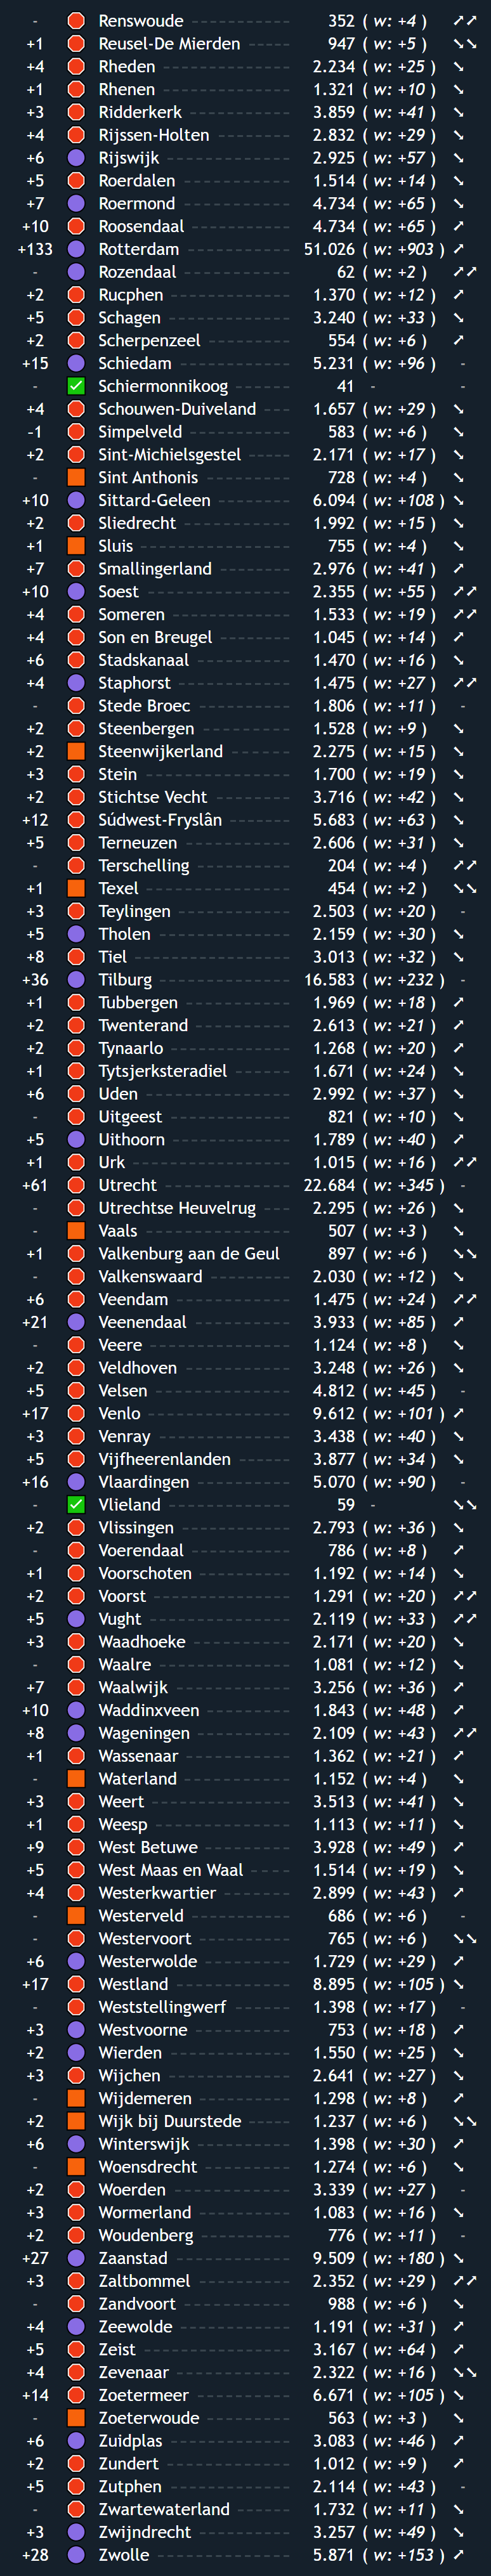 - Renswoude 352 ( w: +4 ) ➚➚
+1 Reusel-De Mierden 947 ( w: +5 ) ➘➘
+4 Rheden 2.234 ( w: +25 ) ➘
+1 Rhenen 1.321 ( w: +10 ) ➘
+3 Ridderkerk 3.859 ( w: +41 ) ➘
+4 Rijssen-Holten 2.832 ( w: +29 ) ➘
+6 Rijswijk 2.925 ( w: +57 ) ➘
+5 Roerdalen 1.514 ( w: +14 ) ➘
+7 Roermond 4.734 ( w: +65 ) ➘
+10 Roosendaal 4.734 ( w: +65 ) ➚
+133 Rotterdam 51.026 ( w: +903 ) ➚
- Rozendaal 62 ( w: +2 ) ➚➚
+2 Rucphen 1.370 ( w: +12 ) ➚
+5 Schagen 3.240 ( w: +33 ) ➘
+2 Scherpenzeel 554 ( w: +6 ) ➚
+15 Schiedam 5.231 ( w: +96 ) -
- Schiermonnikoog 41 - -
+4 Schouwen-Duiveland 1.657 ( w: +29 ) ➘
-1 Simpelveld 583 ( w: +6 ) ➘
+2 Sint-Michielsgestel 2.171 ( w: +17 ) ➘
- Sint Anthonis 728 ( w: +4 ) ➘
+10 Sittard-Geleen 6.094 ( w: +108 ) ➘
+2 Sliedrecht 1.992 ( w: +15 ) ➘
+1 Sluis 755 ( w: +4 ) ➘
+7 Smallingerland 2.976 ( w: +41 ) ➚
+10 Soest 2.355 ( w: +55 ) ➚➚
+4 Someren 1.533 ( w: +19 ) ➚➚
+4 Son en Breugel 1.045 ( w: +14 ) ➚
+6 Stadskanaal 1.470 ( w: +16 ) ➘
+4 Staphorst 1.475 ( w: +27 ) ➚➚
- Stede Broec 1.806 ( w: +11 ) -
+2 Steenbergen 1.528 ( w: +9 ) ➘
+2 Steenwijkerland 2.275 ( w: +15 ) ➘
+3 Stein 1.700 ( w: +19 ) ➘
+2 Stichtse Vecht 3.716 ( w: +42 ) ➘
+12 Súdwest-Fryslân 5.683 ( w: +63 ) ➘
+5 Terneuzen 2.606 ( w: +31 ) ➘
- Terschelling 204 ( w: +4 ) ➚➚
+1 Texel 454 ( w: +2 ) ➘➘
+3 Teylingen 2.503 ( w: +20 ) -
+5 Tholen 2.159 ( w: +30 ) ➘
+8 Tiel 3.013 ( w: +32 ) ➘
+36 Tilburg 16.583 ( w: +232 ) -
+1 Tubbergen 1.969 ( w: +18 ) ➚
+2 Twenterand 2.613 ( w: +21 ) ➚
+2 Tynaarlo 1.268 ( w: +20 ) ➚
+1 Tytsjerksteradiel 1.671 ( w: +24 ) ➘
+6 Uden 2.992 ( w: +37 ) ➘
- Uitgeest 821 ( w: +10 ) ➘
+5 Uithoorn 1.789 ( w: +40 ) ➚
+1 Urk 1.015 ( w: +16 ) ➚➚
+61 Utrecht 22.684 ( w: +345 ) -
- Utrechtse Heuvelrug 2.295 ( w: +26 ) ➘
- Vaals 507 ( w: +3 ) ➘
+1 Valkenburg aan de Geul 897 ( w: +6 ) ➘➘
- Valkenswaard 2.030 ( w: +12 ) ➘
+6 Veendam 1.475 ( w: +24 ) ➚➚
+21 Veenendaal 3.933 ( w: +85 ) ➚
- Veere 1.124 ( w: +8 ) ➘
+2 Veldhoven 3.248 ( w: +26 ) ➘
+5 Velsen 4.812 ( w: +45 ) -
+17 Venlo 9.612 ( w: +101 ) ➚
+3 Venray 3.438 ( w: +40 ) ➘
+5 Vijfheerenlanden 3.877 ( w: +34 ) ➘
+16 Vlaardingen 5.070 ( w: +90 ) -
- Vlieland 59 - ➘➘
+2 Vlissingen 2.793 ( w: +36 ) ➘
- Voerendaal 786 ( w: +8 ) ➚
+1 Voorschoten 1.192 ( w: +14 ) ➘
+2 Voorst 1.291 ( w: +20 ) ➚➚
+5 Vught 2.119 ( w: +33 ) ➚➚
+3 Waadhoeke 2.171 ( w: +20 ) ➘
- Waalre 1.081 ( w: +12 ) ➘
+7 Waalwijk 3.256 ( w: +36 ) ➚
+10 Waddinxveen 1.843 ( w: +48 ) ➚
+8 Wageningen 2.109 ( w: +43 ) ➚➚
+1 Wassenaar 1.362 ( w: +21 ) ➚
- Waterland 1.152 ( w: +4 ) ➘
+3 Weert 3.513 ( w: +41 ) ➘
+1 Weesp 1.113 ( w: +11 ) ➘
+9 West Betuwe 3.928 ( w: +49 ) ➚
+5 West Maas en Waal 1.514 ( w: +19 ) ➘
+4 Westerkwartier 2.899 ( w: +43 ) ➚
- Westerveld 686 ( w: +6 ) -
- Westervoort 765 ( w: +6 ) ➘➘
+6 Westerwolde 1.729 ( w: +29 ) ➚
+17 Westland 8.895 ( w: +105 ) ➘
- Weststellingwerf 1.398 ( w: +17 ) -
+3 Westvoorne 753 ( w: +18 ) ➚
+2 Wierden 1.550 ( w: +25 ) ➘
+3 Wijchen 2.641 ( w: +27 ) ➘
- Wijdemeren 1.298 ( w: +8 ) ➚
+2 Wijk bij Duurstede 1.237 ( w: +6 ) ➘➘
+6 Winterswijk 1.398 ( w: +30 ) ➚
- Woensdrecht 1.274 ( w: +6 ) ➘
+2 Woerden 3.339 ( w: +27 ) -
+3 Wormerland 1.083 ( w: +16 ) ➘
+2 Woudenberg 776 ( w: +11 ) -
+27 Zaanstad 9.509 ( w: +180 ) ➘
+3 Zaltbommel 2.352 ( w: +29 ) ➚➚
- Zandvoort 988 ( w: +6 ) ➘
+4 Zeewolde 1.191 ( w: +31 ) ➚
+5 Zeist 3.167 ( w: +64 ) ➚
+4 Zevenaar 2.322 ( w: +16 ) ➘➘
+14 Zoetermeer 6.671 ( w: +105 ) ➘
- Zoeterwoude 563 ( w: +3 ) ➘
+6 Zuidplas 3.083 ( w: +46 ) ➚
+2 Zundert 1.012 ( w: +9 ) ➚
+5 Zutphen 2.114 ( w: +43 ) -
- Zwartewaterland 1.732 ( w: +11 ) ➘
+3 Zwijndrecht 3.257 ( w: +49 ) ➘
+28 Zwolle 5.871 ( w: +153 ) ➚